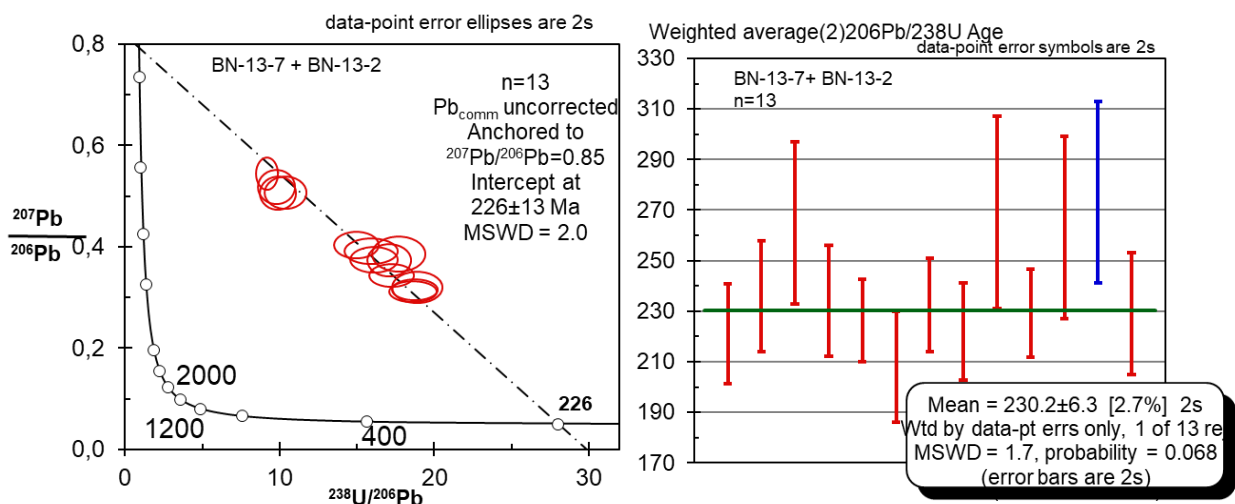 data-point error ellipses are 2s
0,8
0,6
0,4
0,2
0,0
²⁰⁷Pb
²⁰⁶Pb
BN-13-7 + BN-13-2
n=13
Pbcomm uncorrected
Anchored to
²⁰⁷Pb/²⁰⁶Pb=0.85
Intercept at
226±13 Ma
MSWD = 2.0
2000
1200
400
226
0
10
20
30
²³⁸U/²⁰⁶Pb
Weighted average(2)206Pb/238U Age
data-point error symbols are 2s
330
310
290
270
250
230
210
190
170
BN-13-7+ BN-13-2
n=13
Mean = 230.2±6.3 [2.7%] 2s
Wtd by data-pt errs only, 1 of 13 rej
MSWD = 1.7, probability = 0.068
(error bars are 2s)